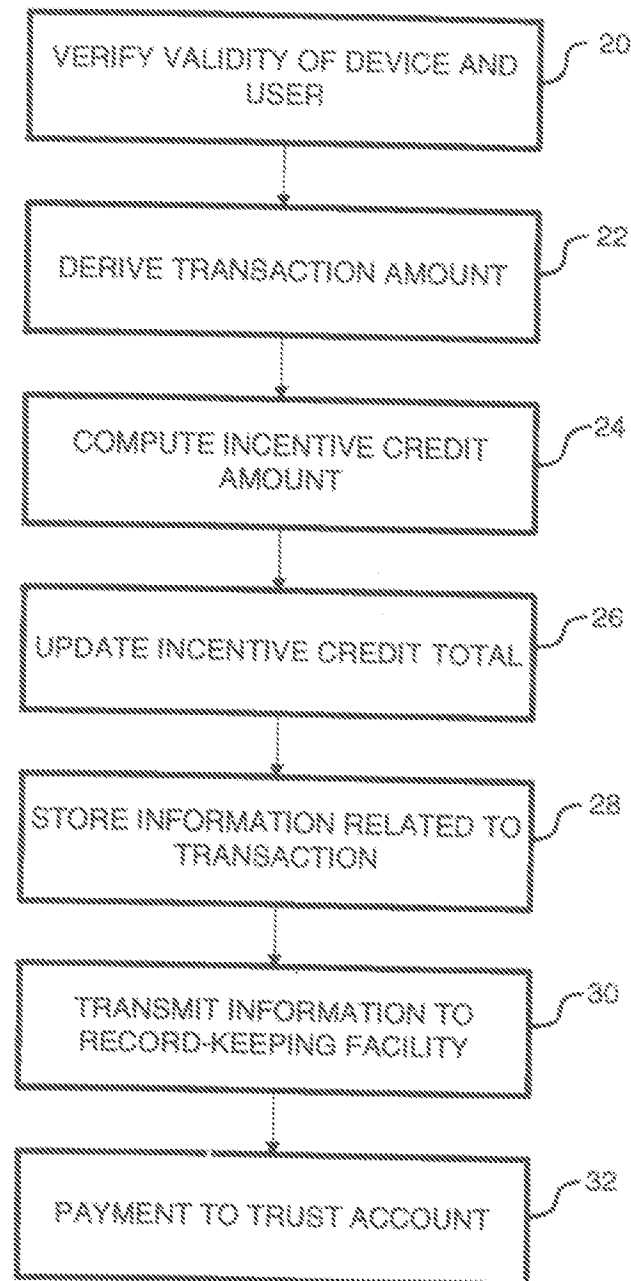 VERIFY VALIDITY OF DEVICE AND
USER
20
DERIVE TRANSACTION AMOUNT
22
COMPUTE INCENTIVE CREDIT
AMOUNT
24
UPDATE INCENTIVE CREDIT TOTAL
26
STORE INFORMATION RELATED TO
TRANSACTION
28
TRANSMIT INFORMATION TO
RECORD-KEEPING FACILITY
30
PAYMENT TO TRUST ACCOUNT
32